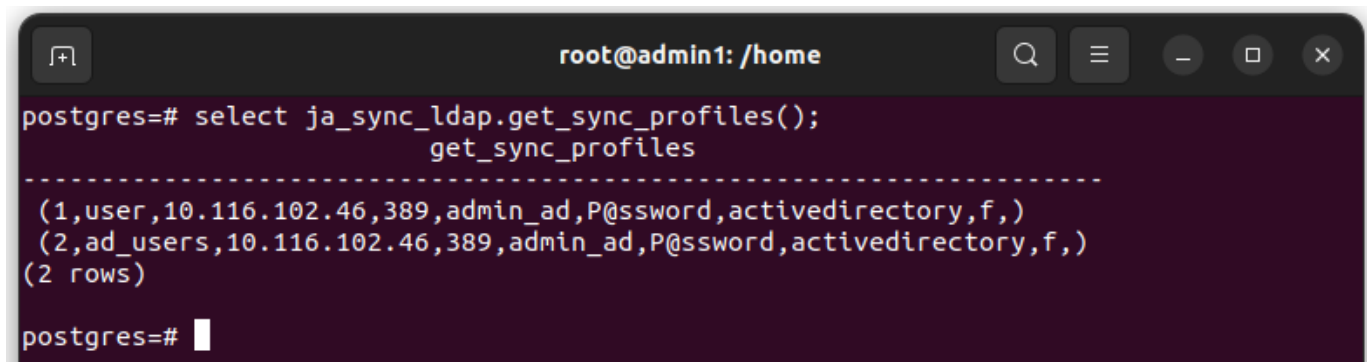 root@admin1: /home
postgres=# select ja_sync_ldap.get_sync_profiles();
get_sync_profiles
---------------------------------------------------------------------
(1,user,10.116.102.46,389,admin_ad,P@ssword,activedirectory,f,)
(2,ad_users,10.116.102.46,389,admin_ad,P@ssword,activedirectory,f,)
(2 rows)
postgres=#